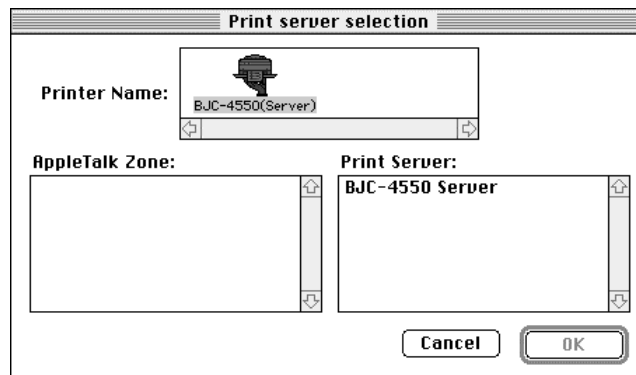 Print server selection
Printer Name:
BJC-4550(Server)
AppleTalk Zone:
Print Server:
BJC-4550 Server
Cancel
OK